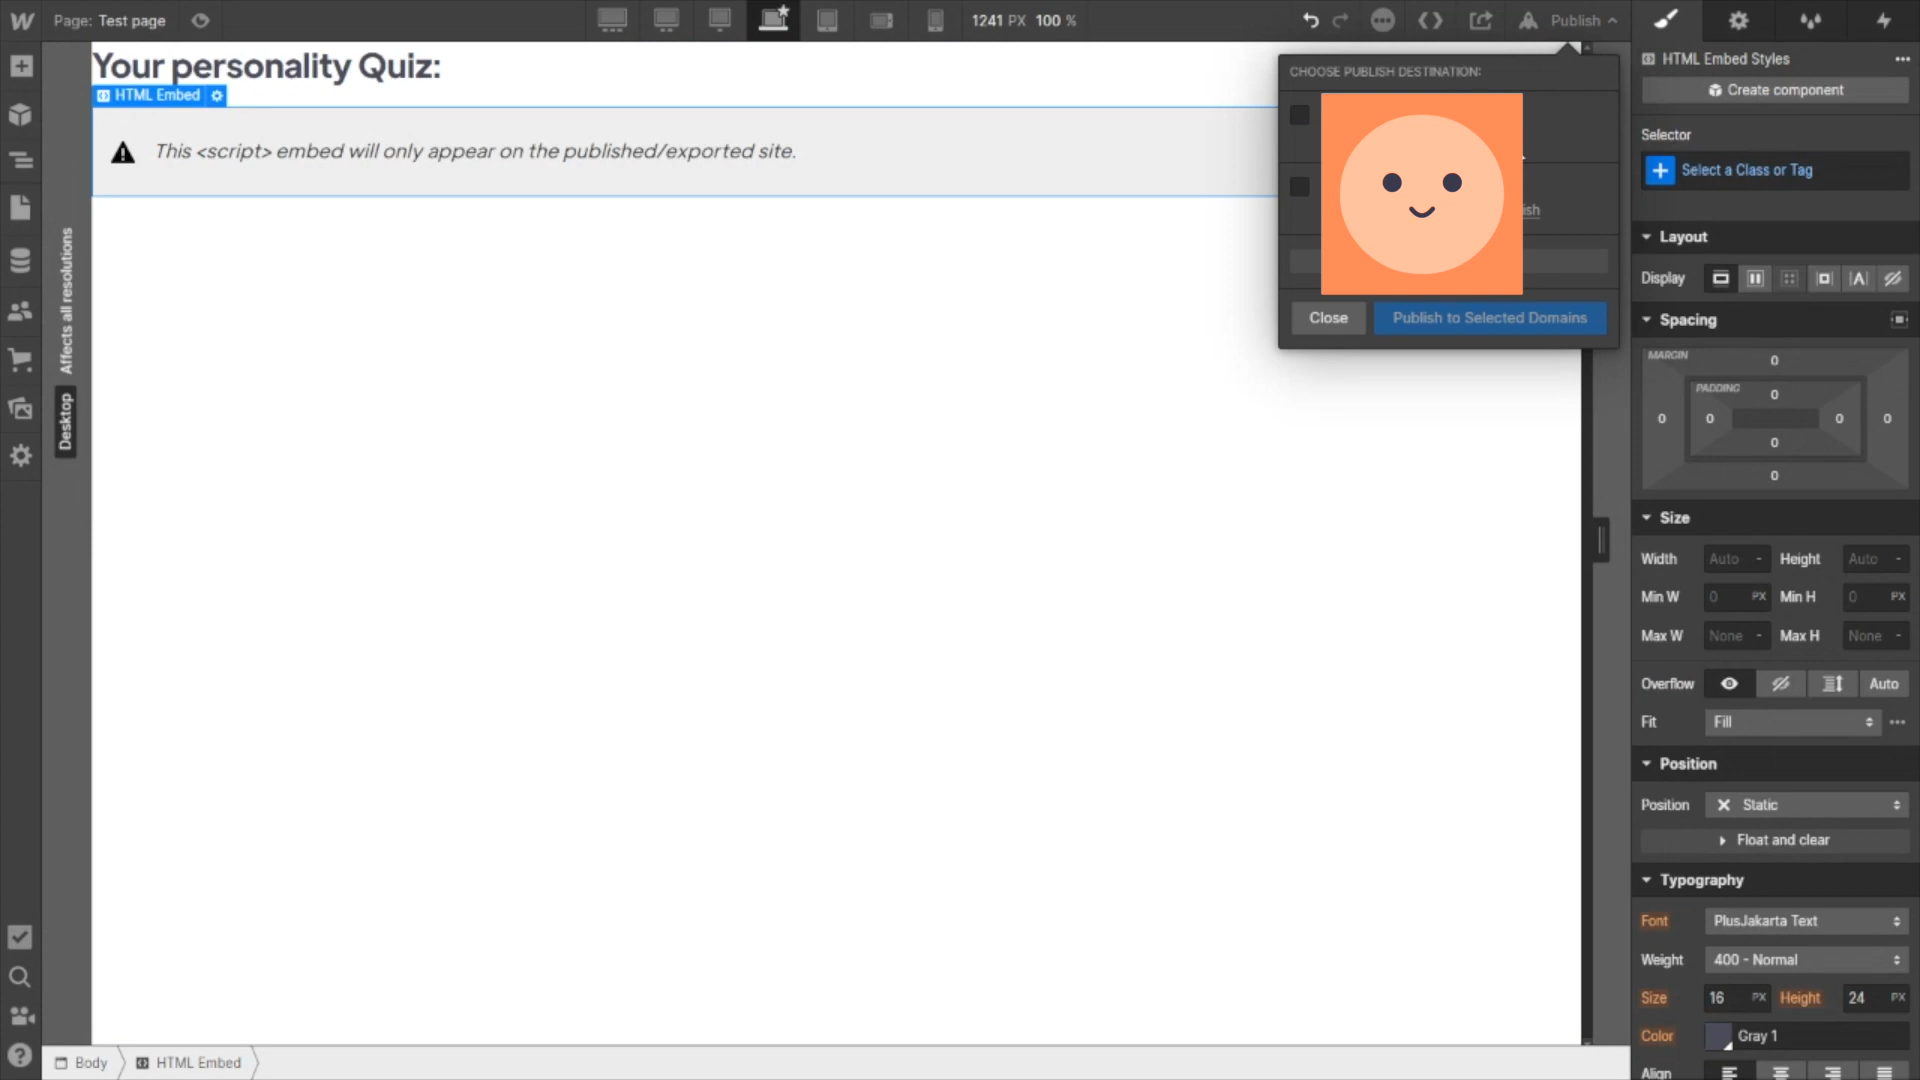 Page: Test page
1241 PX 100 %
Publish
Your personality Quiz:
HTML Embed
This <script> embed will only appear on the published/exported site.
Affects all resolutions
Desktop
CHOOSE PUBLISH DESTINATION:
ish
Close
Publish to Selected Domains
HTML Embed Styles
Create component
Selector
Select a Class or Tag
Layout
Display
Spacing
MARGIN
0
PADDING
0
0 0 0 0
0
0
Size
Width Auto - Height Auto -
Min W 0 PX Min H 0 PX
Max W None - Max H None -
Overflow Auto
Fit Fill
Position
Position Static
Float and clear
Typography
Font PlusJakarta Text
Weight 400 - Normal
Size 16 PX Height 24 PX
Color Gray 1
Align
Body HTML Embed